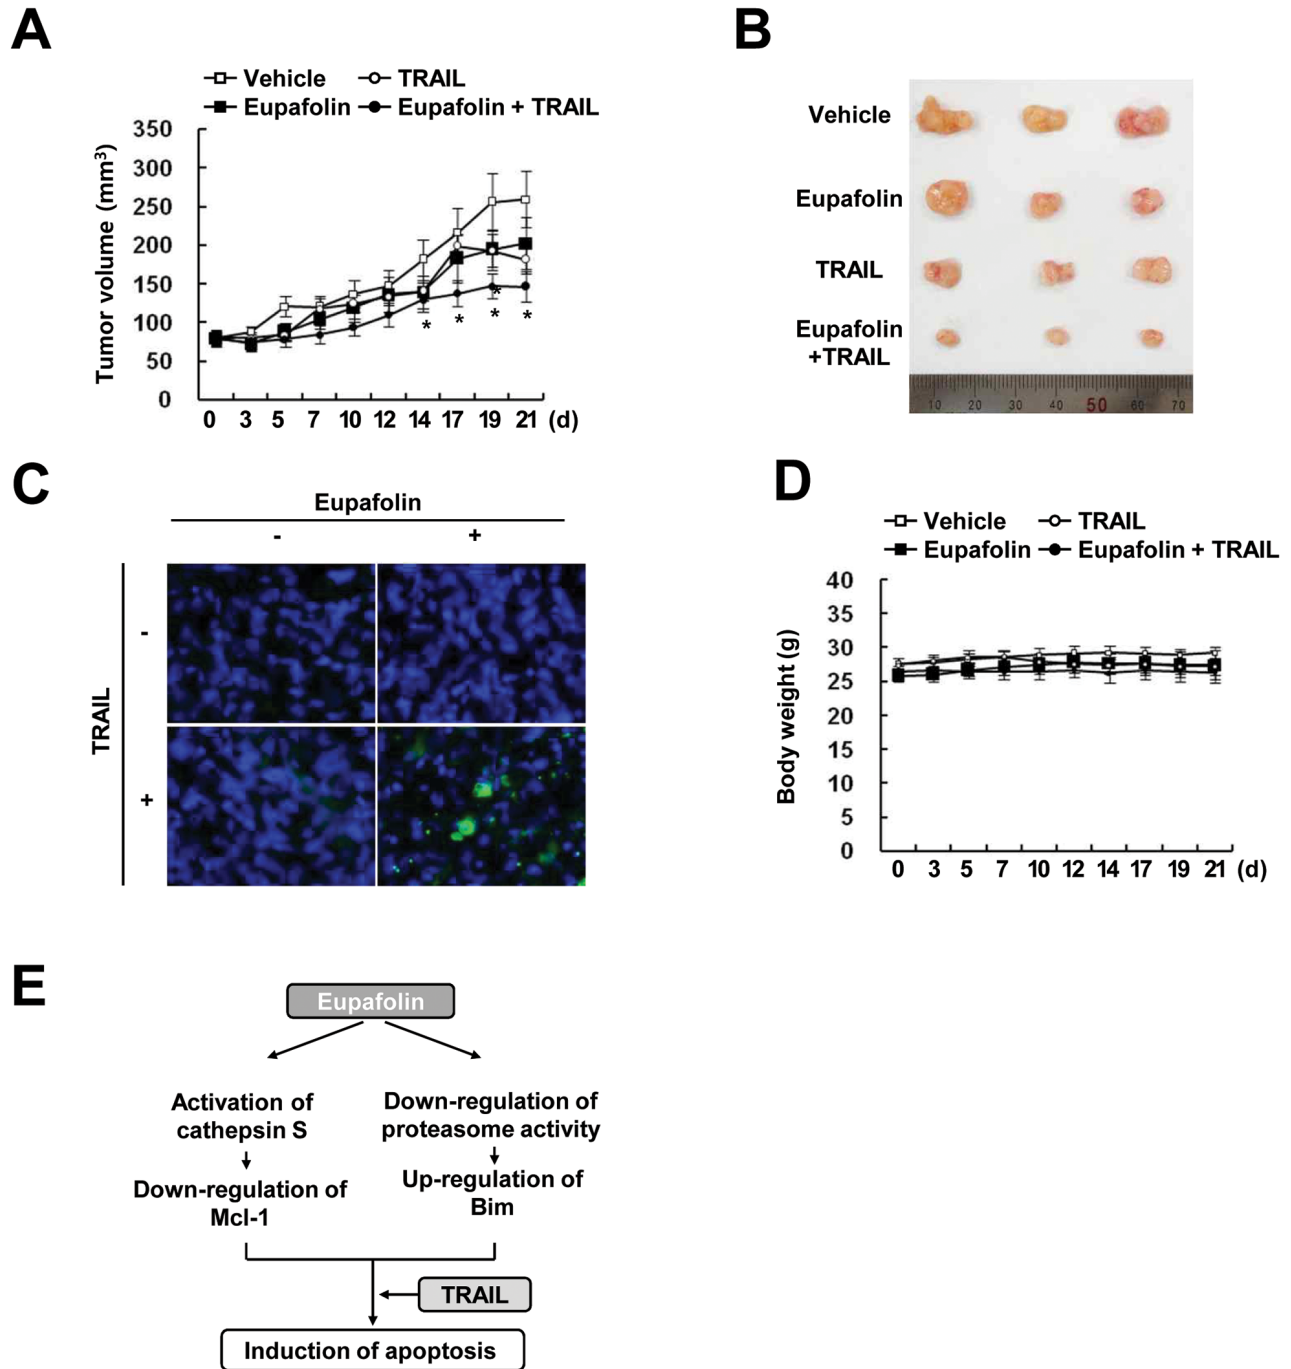 A
Vehicle TRAIL
Eupafolin Eupafolin + TRAIL
Tumor volume (mm³)
350
300
250
200
150
100
50
0
* * * * *
0 3 5 7 10 12 14 17 19 21 (d)
B
Vehicle
Eupafolin
TRAIL
Eupafolin
+TRAIL
10 20 30 40 50 60 70
C
Eupafolin
- +
TRAIL
-
+
D
Vehicle TRAIL
Eupafolin Eupafolin + TRAIL
Body weight (g)
40
35
30
25
20
15
10
5
0
0 3 5 7 10 12 14 17 19 21 (d)
E
Eupafolin
Activation of
cathepsin S
Down-regulation of
Mcl-1
Down-regulation of
proteasome activity
Up-regulation of
Bim
TRAIL
Induction of apoptosis